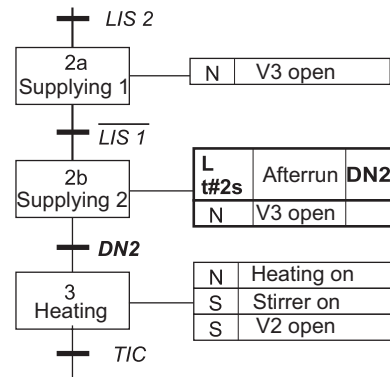 LIS 2
2a
Supplying 1
N V3 open
LIS 1
2b
Supplying 2
L
t#2s
Afterrun DN2
N V3 open
DN2
3
Heating
N Heating on
S Stirrer on
S V2 open
TIC